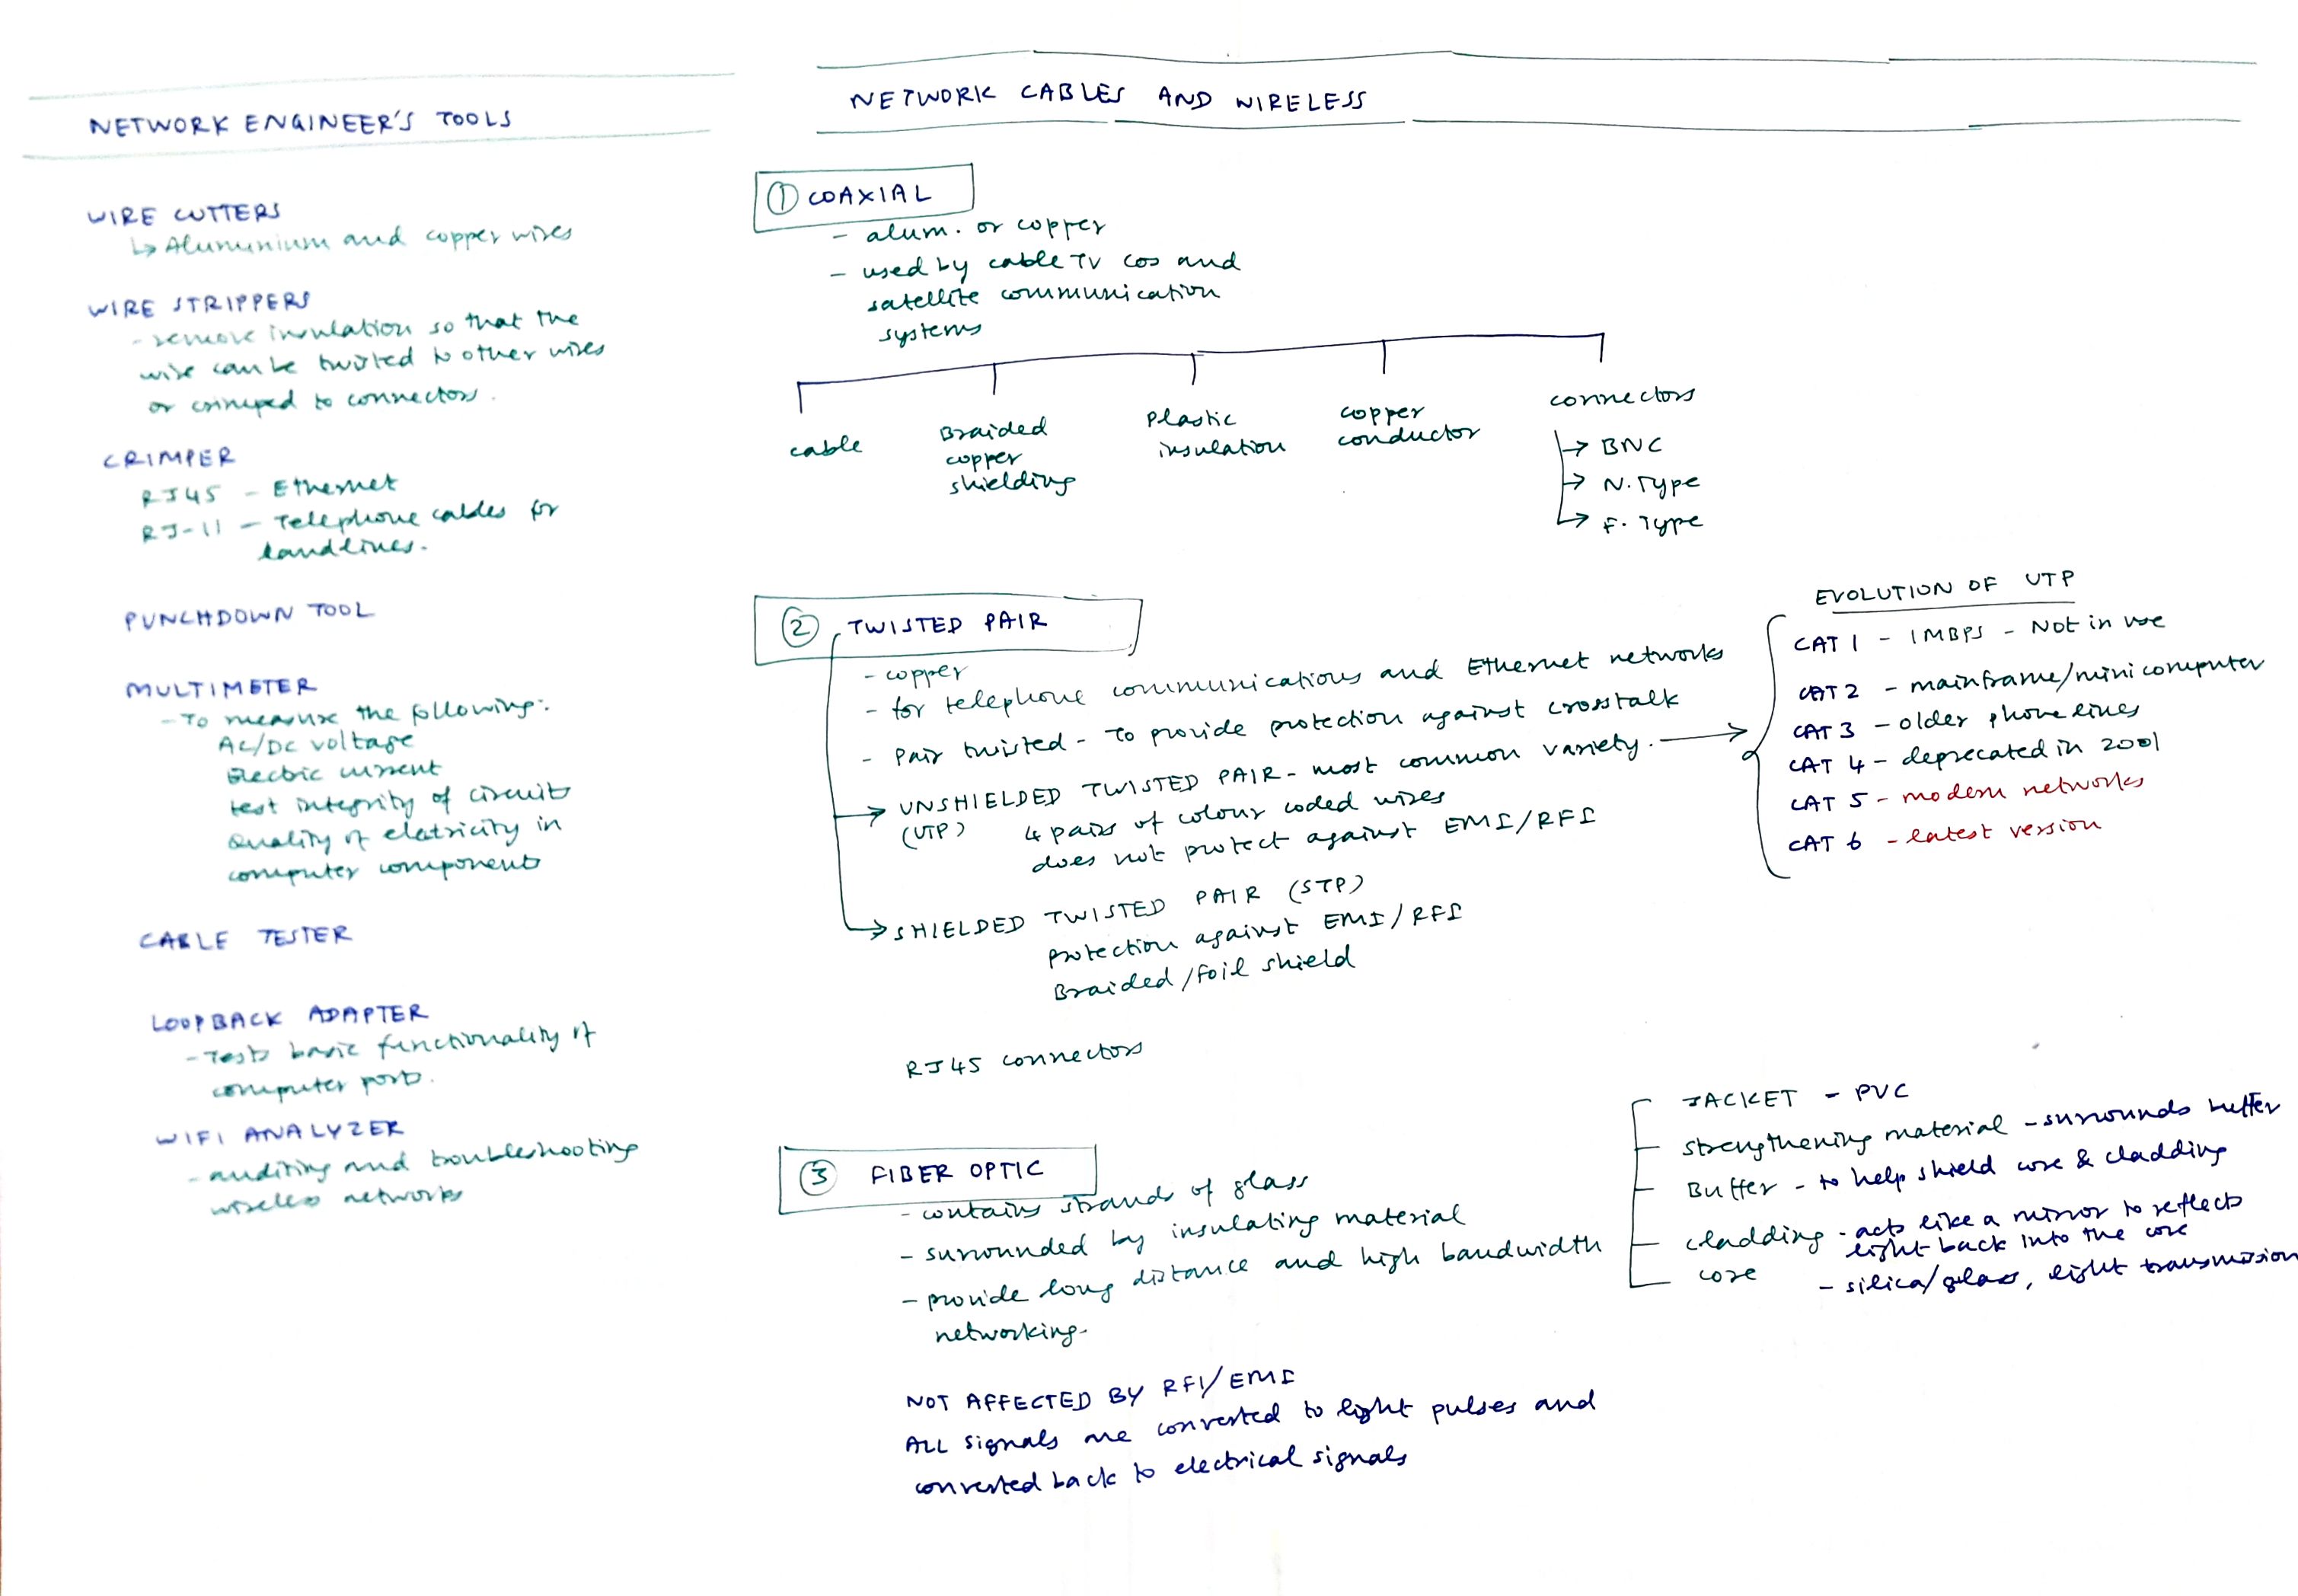 NETWORK ENGINEER'S TOOLS
WIRE CUTTERS
↳ Alumunium and copper wires
WIRE STRIPPERS
- remove insulation so that the
wire can be twisted to other wires
or crimped to connectors.
CRIMPER
RJ45 - Ethernet
RJ-11 - Telephone cables for
landlines.
PUNCHDOWN TOOL
MULTIMETER
- To measure the following:
AC/DC voltage
Electric current
test integrity of circuits
Quality of eletricity in
computer components
CABLE TESTER
LOOPBACK ADAPTER
- Tests basic functionality of
computer ports.
WIFI ANALYZER
- auditing and troubleshooting
wireless networks
NETWORK CABLES AND WIRELESS
① COAXIAL
- alum. or copper
- used by cable TV cos and
satellite communication
systems
cable
Braided
copper
shielding
Plastic
insulation
copper
conductor
connectors
→ BNC
→ N. Type
→ F. Type
② TWISTED PAIR
- copper
- for telephone communications and Ethernet networks
- Pair twisted - To provide protection against crosstalk
→ UNSHIELDED TWISTED PAIR - most common variety. →
(UTP) 4 pairs of colour coded wires
does not protect against EMI/RFI
→ SHIELDED TWISTED PAIR (STP)
protection against EMI/RFI
Braided/foil shield
RJ45 connectors
EVOLUTION OF UTP
CAT 1 - 1MBPS - Not in use
CAT 2 - mainframe/minicomputer
CAT 3 - older phone lines
CAT 4 - deprecated in 2001
CAT 5 - modern networks
CAT 6 - latest version
③ FIBER OPTIC
- contains strands of glass
- surrounded by insulating material
- provide long distance and high bandwidth
networking.
NOT AFFECTED BY RFI/EMI
ALL signals are converted to light pulses and
converted back to electrical signals
JACKET - PVC
Strengthening material - surrounds buffer
Buffer - to help shield core & cladding
cladding - acts like a mirror to reflects
light back into the core
core - silica/glass, light transmission